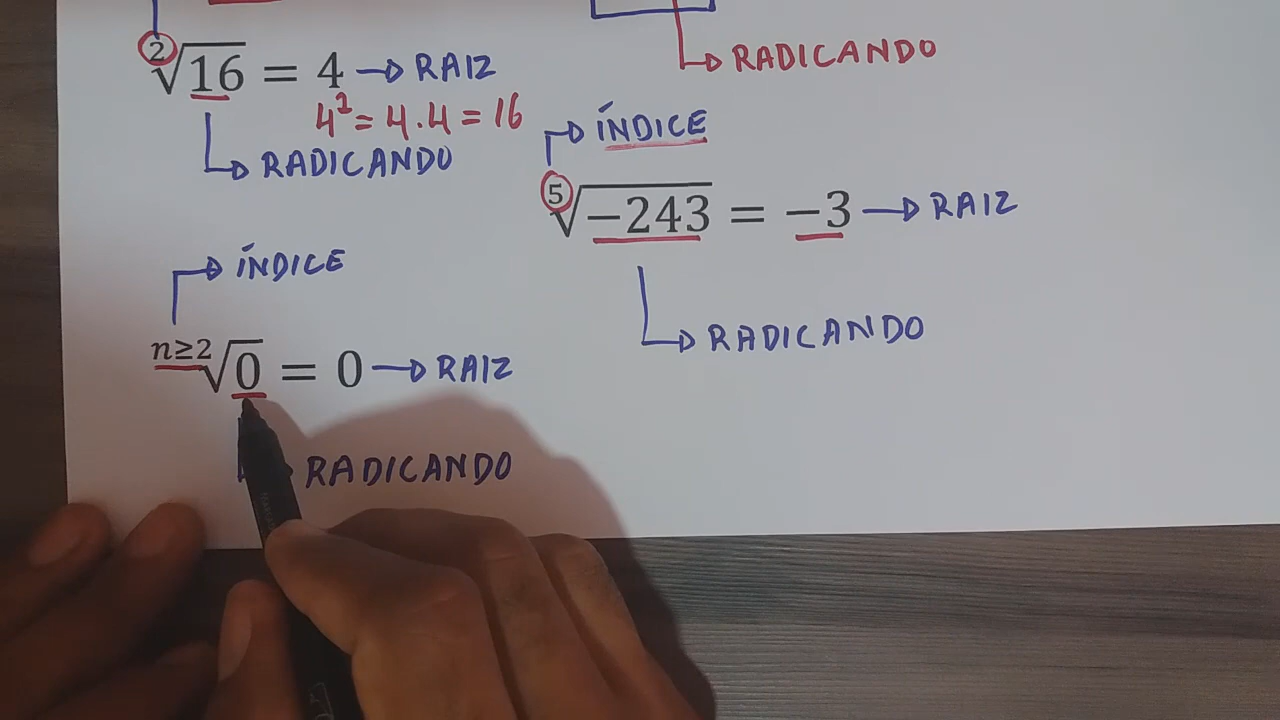 ²√16 = 4 → RAIZ
4² = 4.4 = 16
→ RADICANDO
→ RADICANDO
→ ÍNDICE
⁵√-243 = -3 → RAIZ
→ RADICANDO
→ ÍNDICE
n≥2√0 = 0 → RAIZ
RADICANDO